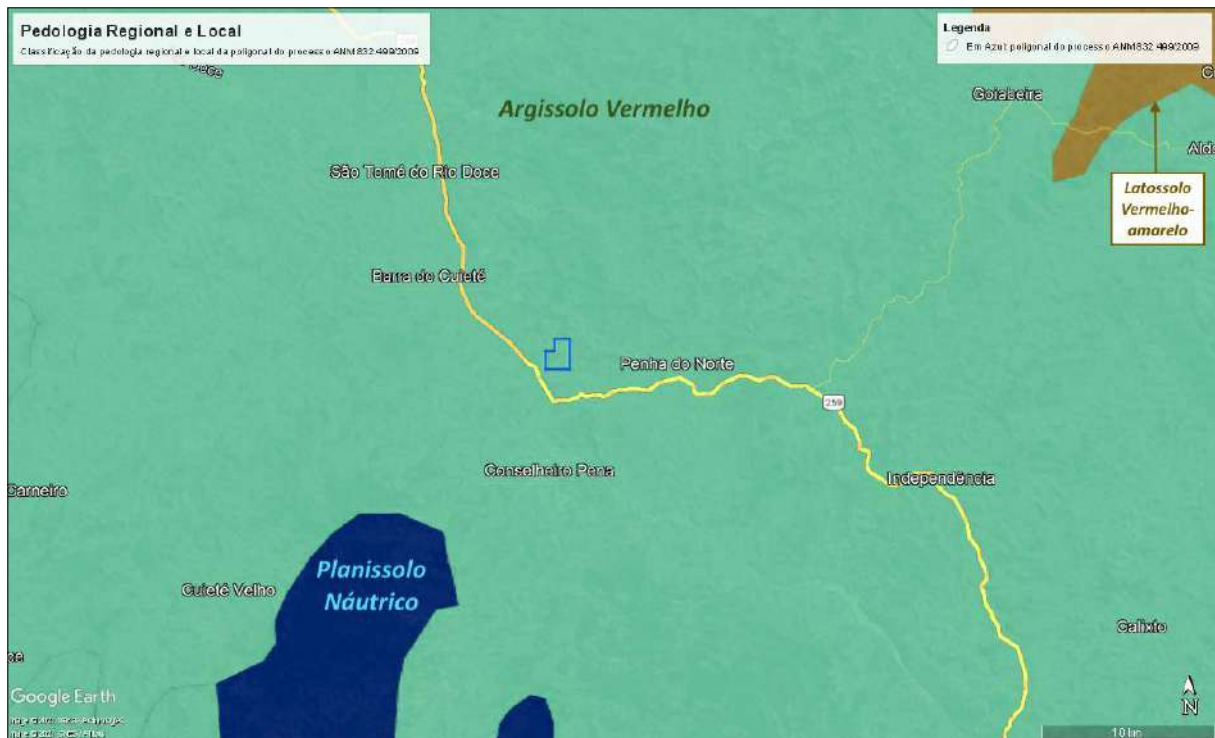 Pedologia Regional e Local
Classificação da pedologia regional e local da poligonal do processo ANM 832.499/2009
Legenda
Em Azul: poligonal do processo ANM 832.499/2009
Argissolo Vermelho
Goiabeira
São Tomé do Rio Doce
Latossolo
Vermelho-
amarelo
Barra do Cuieté
Penha do Norte
259
Conselheiro Pena
Independência
Planissolo
Náutrico
Cuieté Velho
Calixto
Google Earth
N
10 km